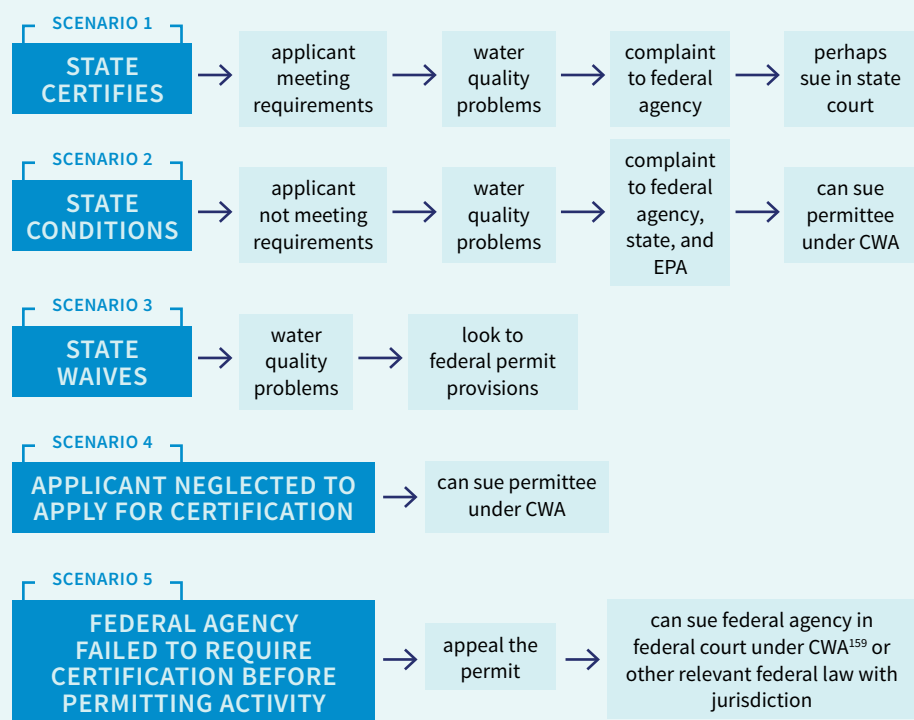 SCENARIO 1
STATE
CERTIFIES
applicant
meeting
requirements
water
quality
problems
complaint
to federal
agency
perhaps
sue in state
court
SCENARIO 2
STATE
CONDITIONS
applicant
not meeting
requirements
water
quality
problems
complaint
to federal
agency,
state, and
EPA
can sue
permittee
under CWA
SCENARIO 3
STATE
WAIVES
water
quality
problems
look to
federal permit
provisions
SCENARIO 4
APPLICANT NEGLECTED TO
APPLY FOR CERTIFICATION
can sue permittee
under CWA
SCENARIO 5
FEDERAL AGENCY
FAILED TO REQUIRE
CERTIFICATION BEFORE
PERMITTING ACTIVITY
appeal the
permit
can sue federal agency in
federal court under CWA¹⁵⁹ or
other relevant federal law with
jurisdiction